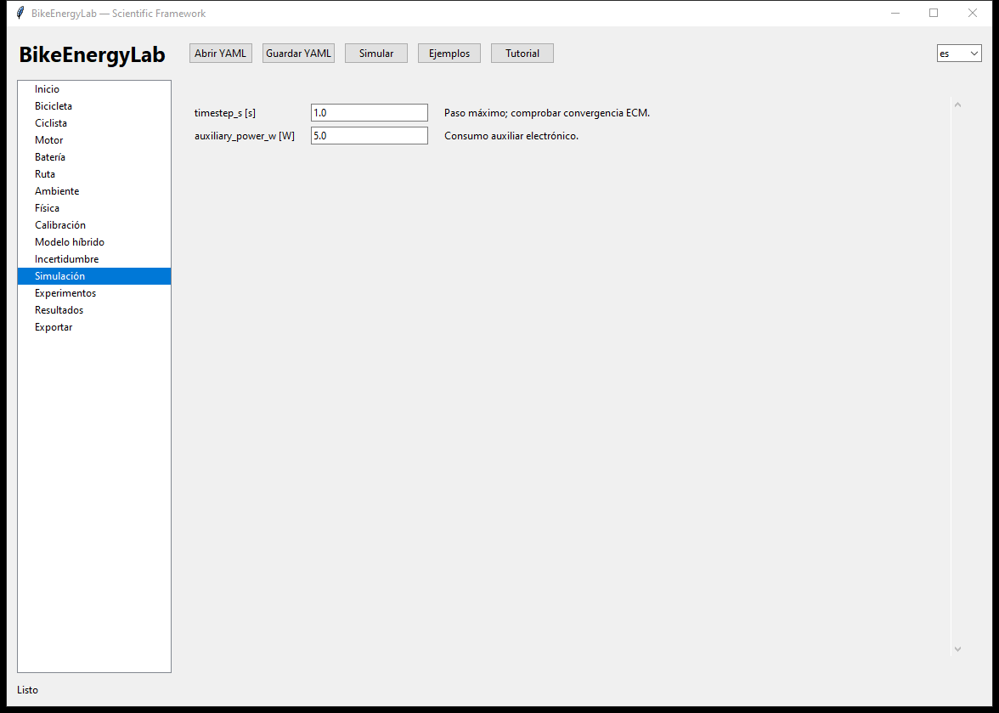 BikeEnergyLab — Scientific Framework
BikeEnergyLab
Abrir YAML
Guardar YAML
Simular
Ejemplos
Tutorial
es
Inicio
Bicicleta
Ciclista
Motor
Batería
Ruta
Ambiente
Física
Calibración
Modelo híbrido
Incertidumbre
Simulación
Experimentos
Resultados
Exportar
timestep_s [s] 1.0 Paso máximo; comprobar convergencia ECM.
auxiliary_power_w [W] 5.0 Consumo auxiliar electrónico.
Listo